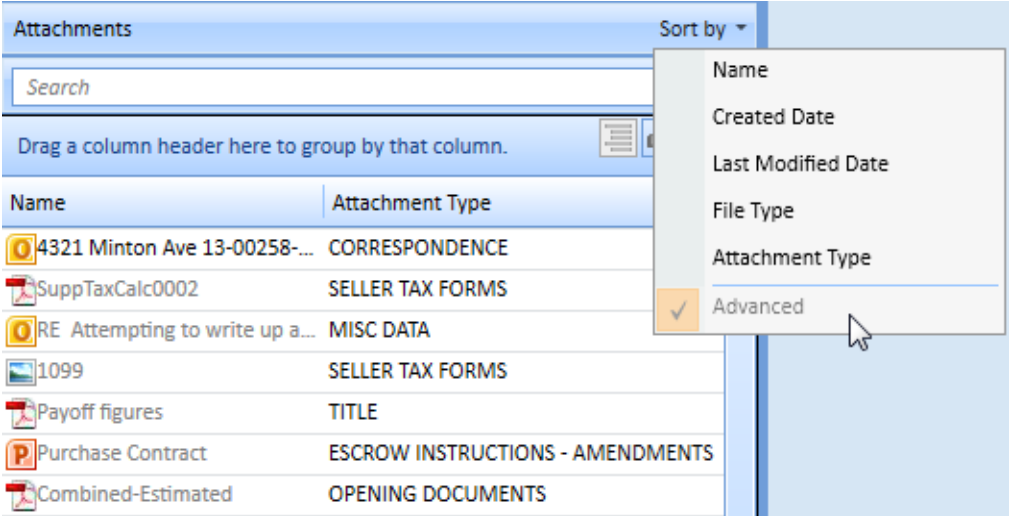 Attachments
Sort by
Search
Drag a column header here to group by that column.
Name
Created Date
Last Modified Date
File Type
Attachment Type
Advanced
Name Attachment Type
4321 Minton Ave 13-00258-... CORRESPONDENCE
SuppTaxCalc0002 SELLER TAX FORMS
RE Attempting to write up a... MISC DATA
1099 SELLER TAX FORMS
Payoff figures TITLE
Purchase Contract ESCROW INSTRUCTIONS - AMENDMENTS
Combined-Estimated OPENING DOCUMENTS